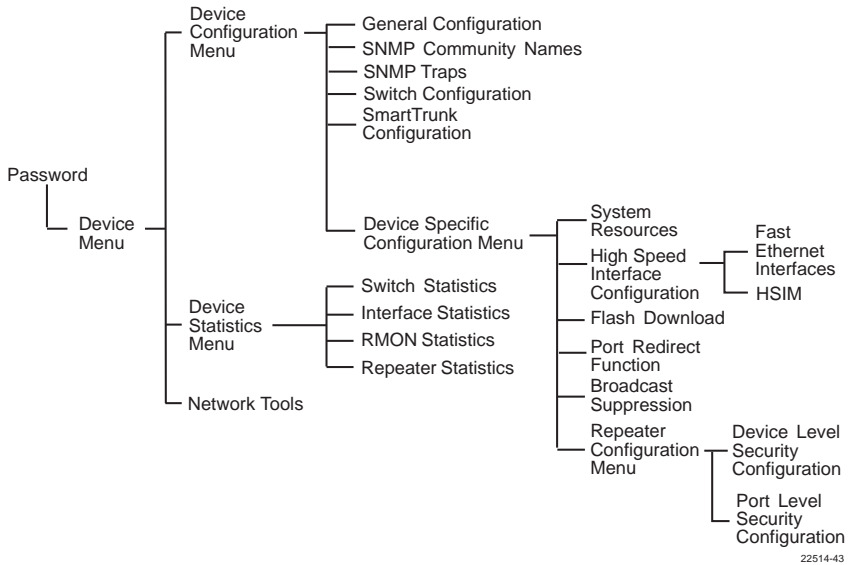 Device
Configuration
Menu
General Configuration
SNMP Community Names
SNMP Traps
Switch Configuration
SmartTrunk
Configuration
Password
Device
Menu
Device Specific
Configuration Menu
System
Resources
High Speed
Interface
Configuration
Fast
Ethernet
Interfaces
HSIM
Flash Download
Port Redirect
Function
Broadcast
Suppression
Repeater
Configuration
Menu
Device Level
Security
Configuration
Port Level
Security
Configuration
Device
Statistics
Menu
Switch Statistics
Interface Statistics
RMON Statistics
Repeater Statistics
Network Tools
22514-43